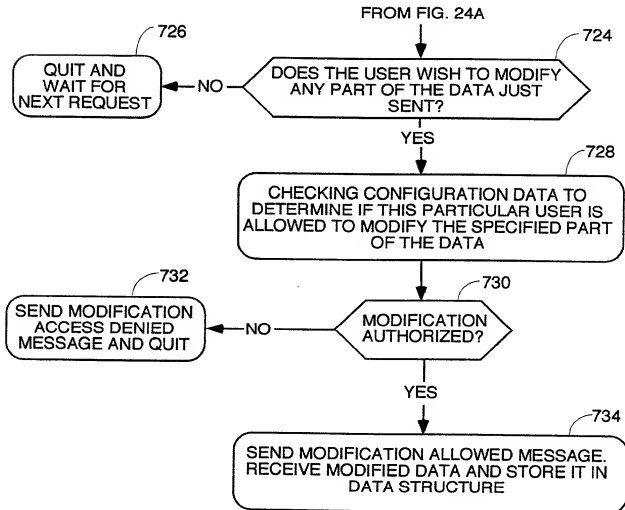 FROM FIG. 24A
726
724
QUIT AND
WAIT FOR
NEXT REQUEST
NO
DOES THE USER WISH TO MODIFY
ANY PART OF THE DATA JUST
SENT?
YES
728
CHECKING CONFIGURATION DATA TO
DETERMINE IF THIS PARTICULAR USER IS
ALLOWED TO MODIFY THE SPECIFIED PART
OF THE DATA
732
730
SEND MODIFICATION
ACCESS DENIED
MESSAGE AND QUIT
NO
MODIFICATION
AUTHORIZED?
YES
734
SEND MODIFICATION ALLOWED MESSAGE.
RECEIVE MODIFIED DATA AND STORE IT IN
DATA STRUCTURE